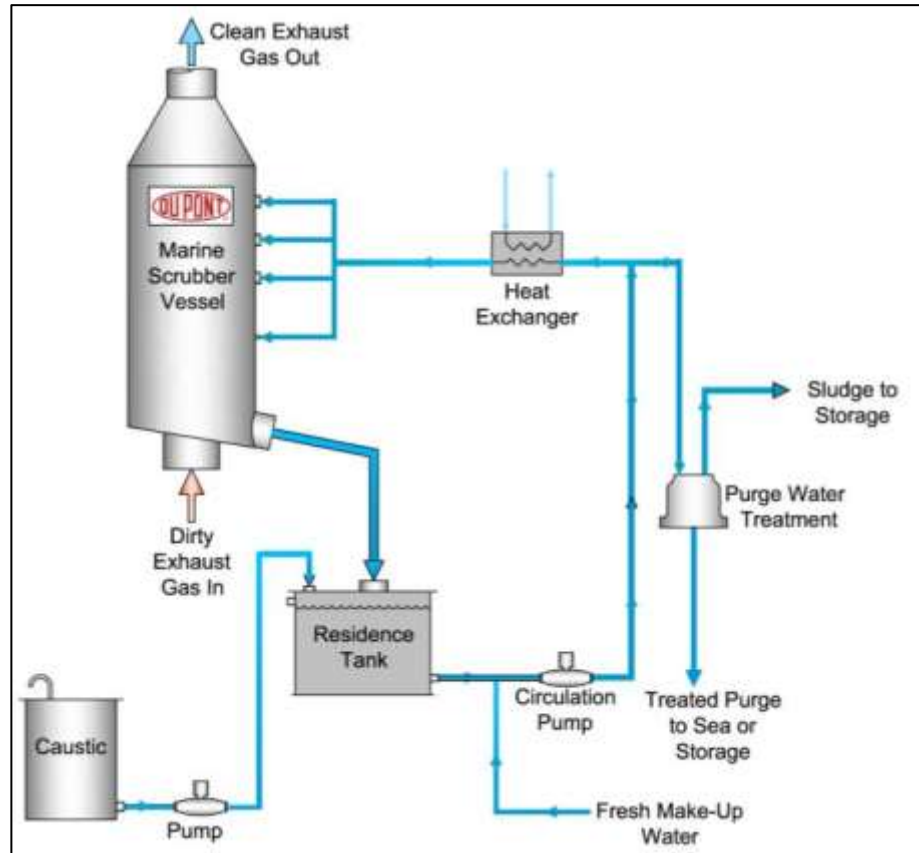 Clean Exhaust
Gas Out
DU PONT
Marine
Scrubber
Vessel
Heat
Exchanger
Sludge to
Storage
Purge Water
Treatment
Dirty
Exhaust
Gas In
Residence
Tank
Circulation
Pump
Treated Purge
to Sea or
Storage
Caustic
Pump
Fresh Make-Up
Water